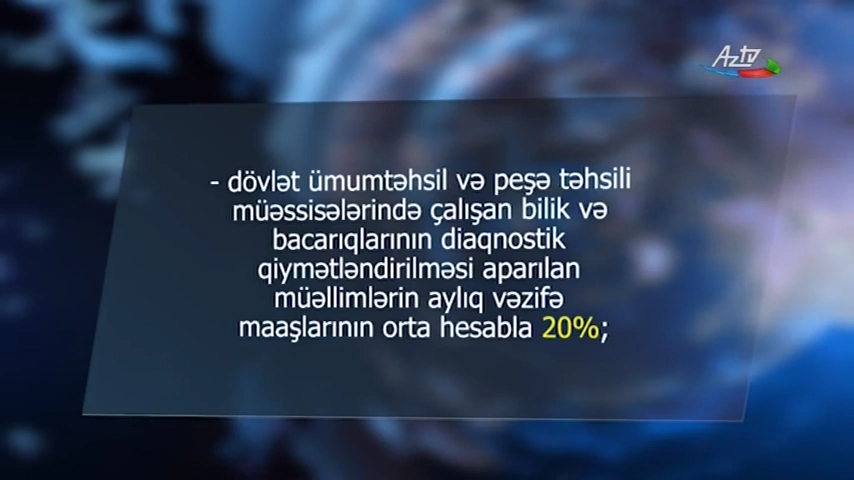 AZTV
- dövlət ümumtəhsil və peşə təhsili
müəssisələrində çalışan bilik və
bacarıqlarının diaqnostik
qiymətləndirilməsi aparılan
müəllimlərin aylıq vəzifə
maaşlarının orta hesabla 20%;